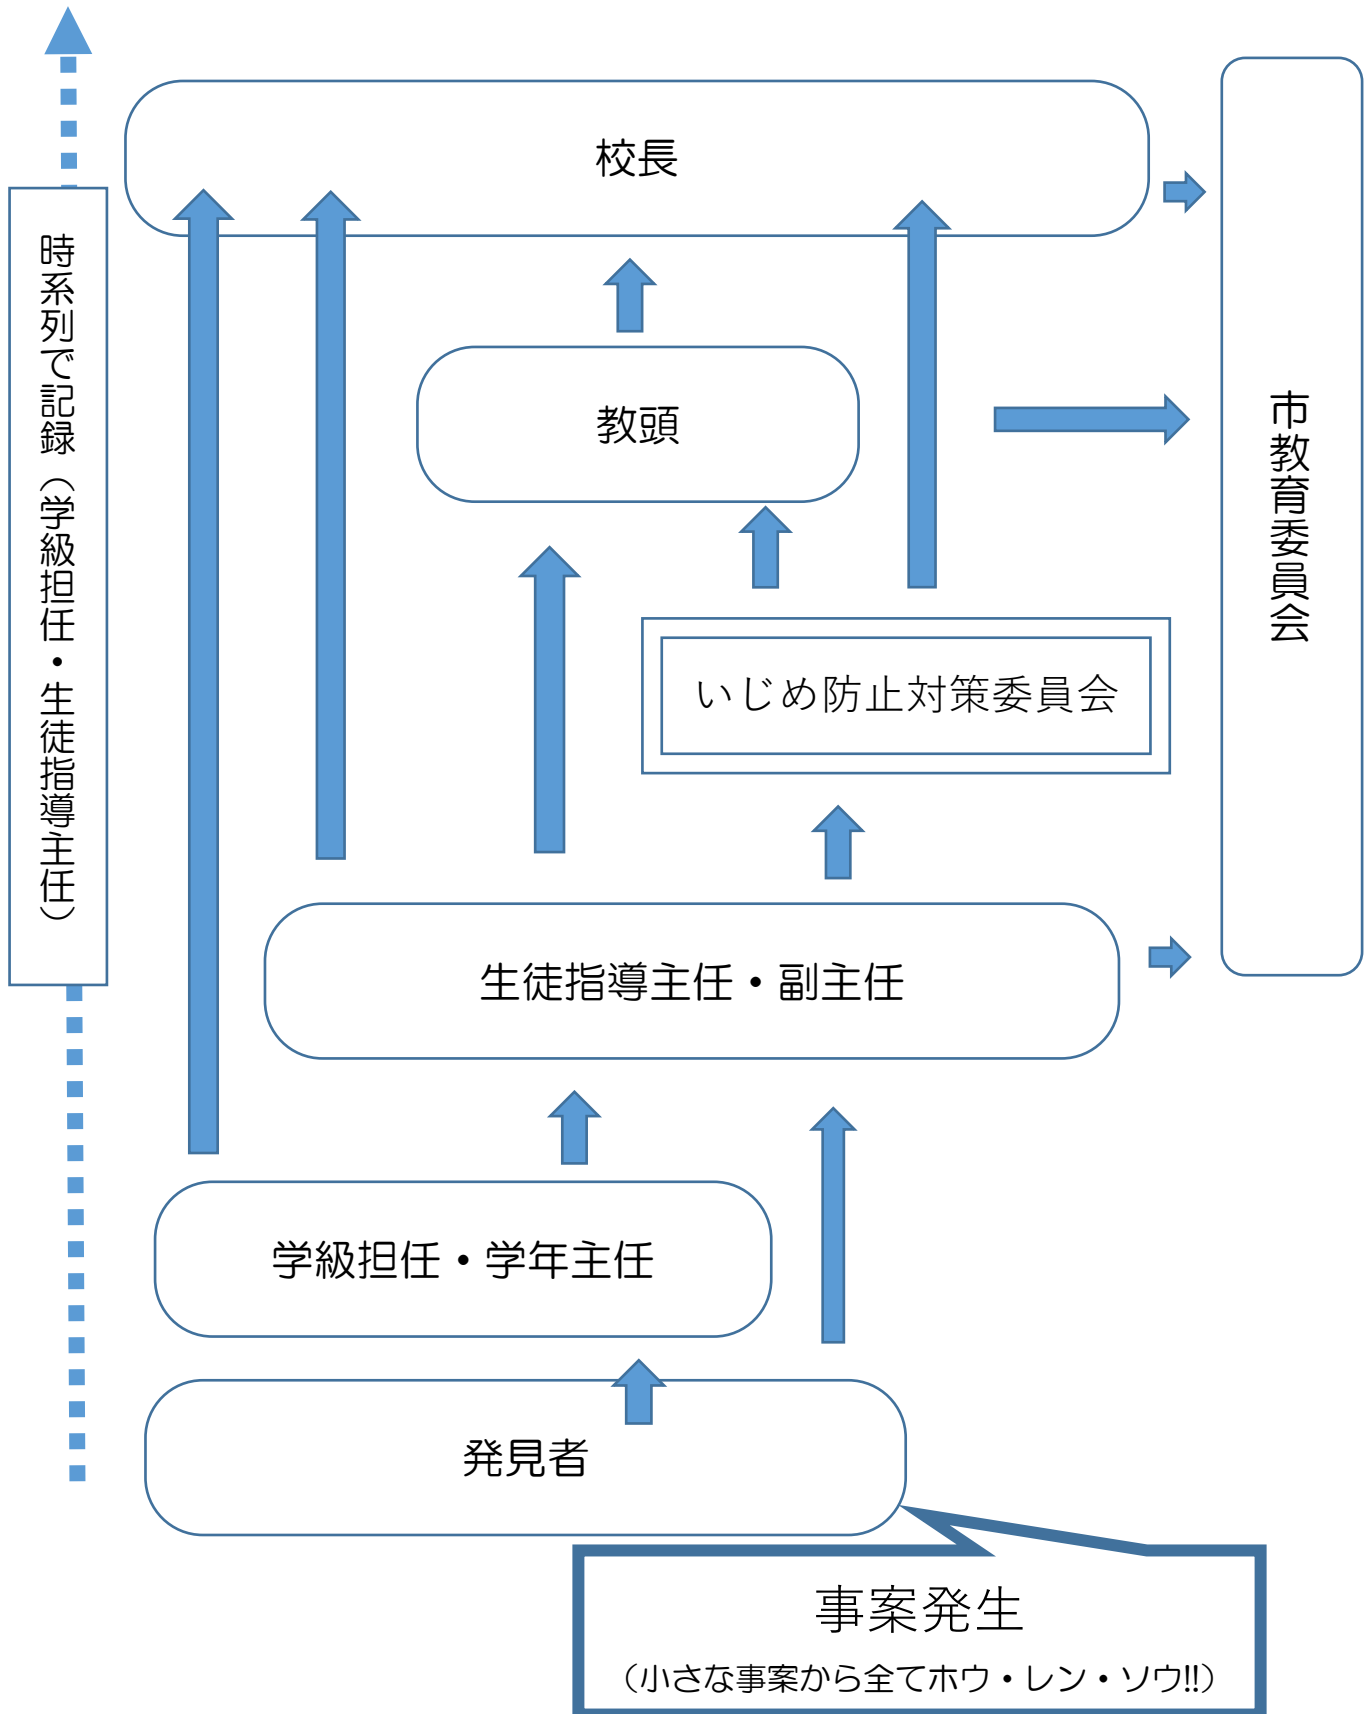 校長
時系列で記録（学級担任・生徒指導主任）
教頭
市教育委員会
いじめ防止対策委員会
生徒指導主任・副主任
学級担任・学年主任
発見者
事案発生
（小さな事案から全てホウ・レン・ソウ!!）